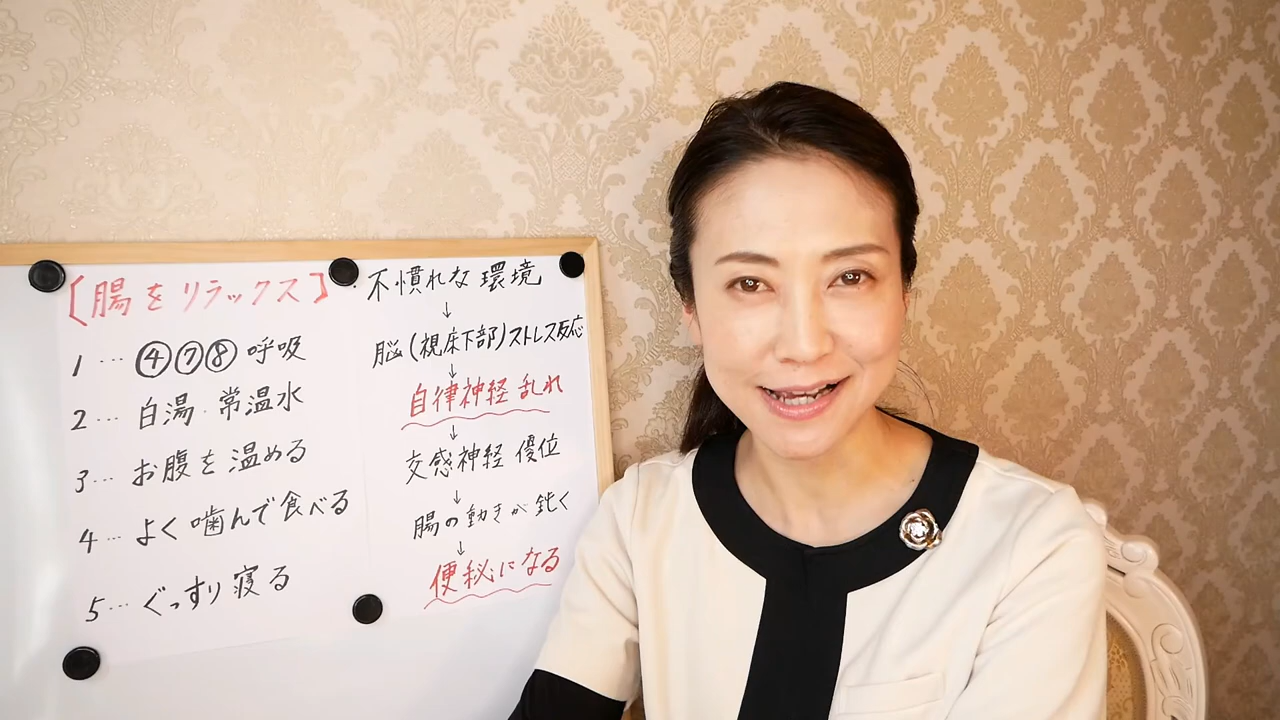 【腸をリラックス】
1… ④⑦⑧呼吸
2… 白湯・常温水
3… お腹を温める
4… よく噛んで食べる
5… ぐっすり寝る
不慣れな環境
↓
脳(視床下部)ストレス反応
↓
自律神経乱れ
↓
交感神経優位
↓
腸の動きが鈍く
↓
便秘になる